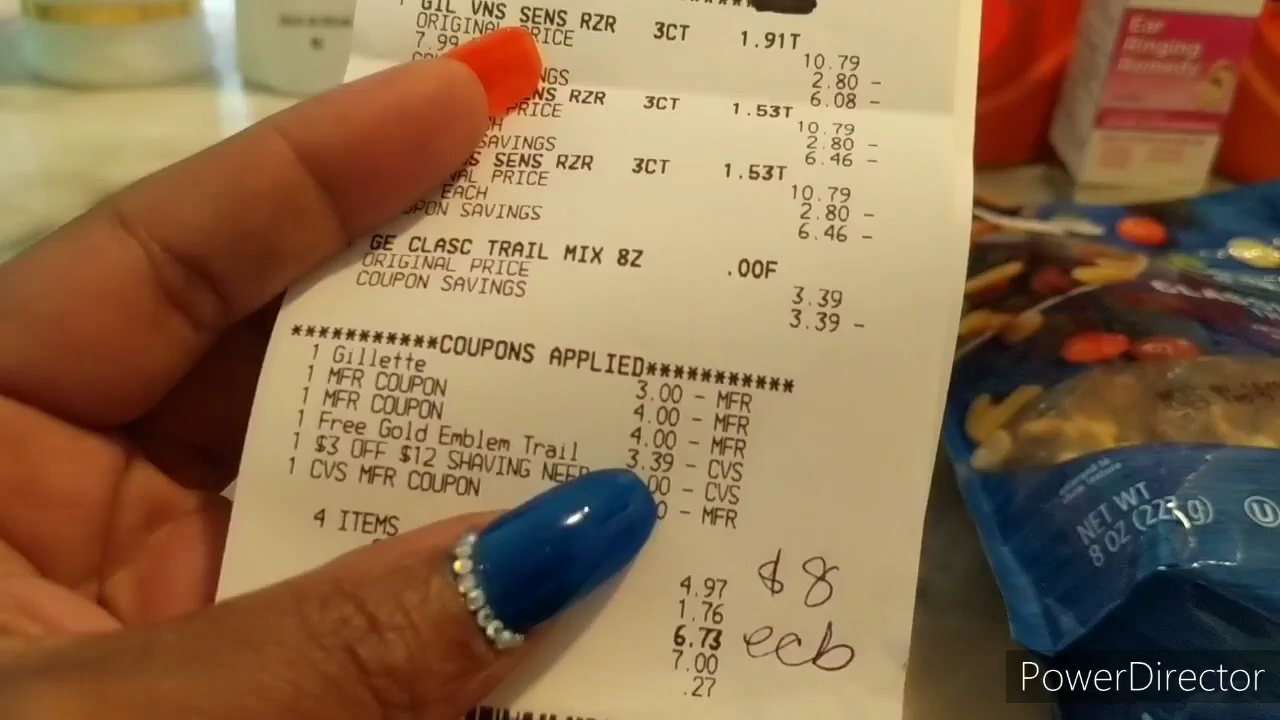 GIL VNS SENS RZR 3CT 1.91T
ORIGINAL PRICE 10.79
7.99 2.80 -
6.08 -
RZR 3CT 1.53T
PRICE 10.79
2.80 -
SAVINGS 6.46 -
SENS RZR 3CT 1.53T
PRICE 10.79
EACH 2.80 -
SAVINGS 6.46 -
GE CLASC TRAIL MIX 8Z .00F
ORIGINAL PRICE 3.39
COUPON SAVINGS 3.39 -
***********COUPONS APPLIED***********
1 Gillette 3.00 - MFR
1 MFR COUPON 4.00 - MFR
1 MFR COUPON 4.00 - MFR
1 Free Gold Emblem Trail 3.39 - CVS
1 $3 OFF $12 SHAVING - CVS
1 CVS MFR COUPON - MFR
4 ITEMS
4.97
1.76
6.73
7.00
.27
$8
ecb
Ear
Ringing
Remedy
NET WT
8 OZ
U
PowerDirector